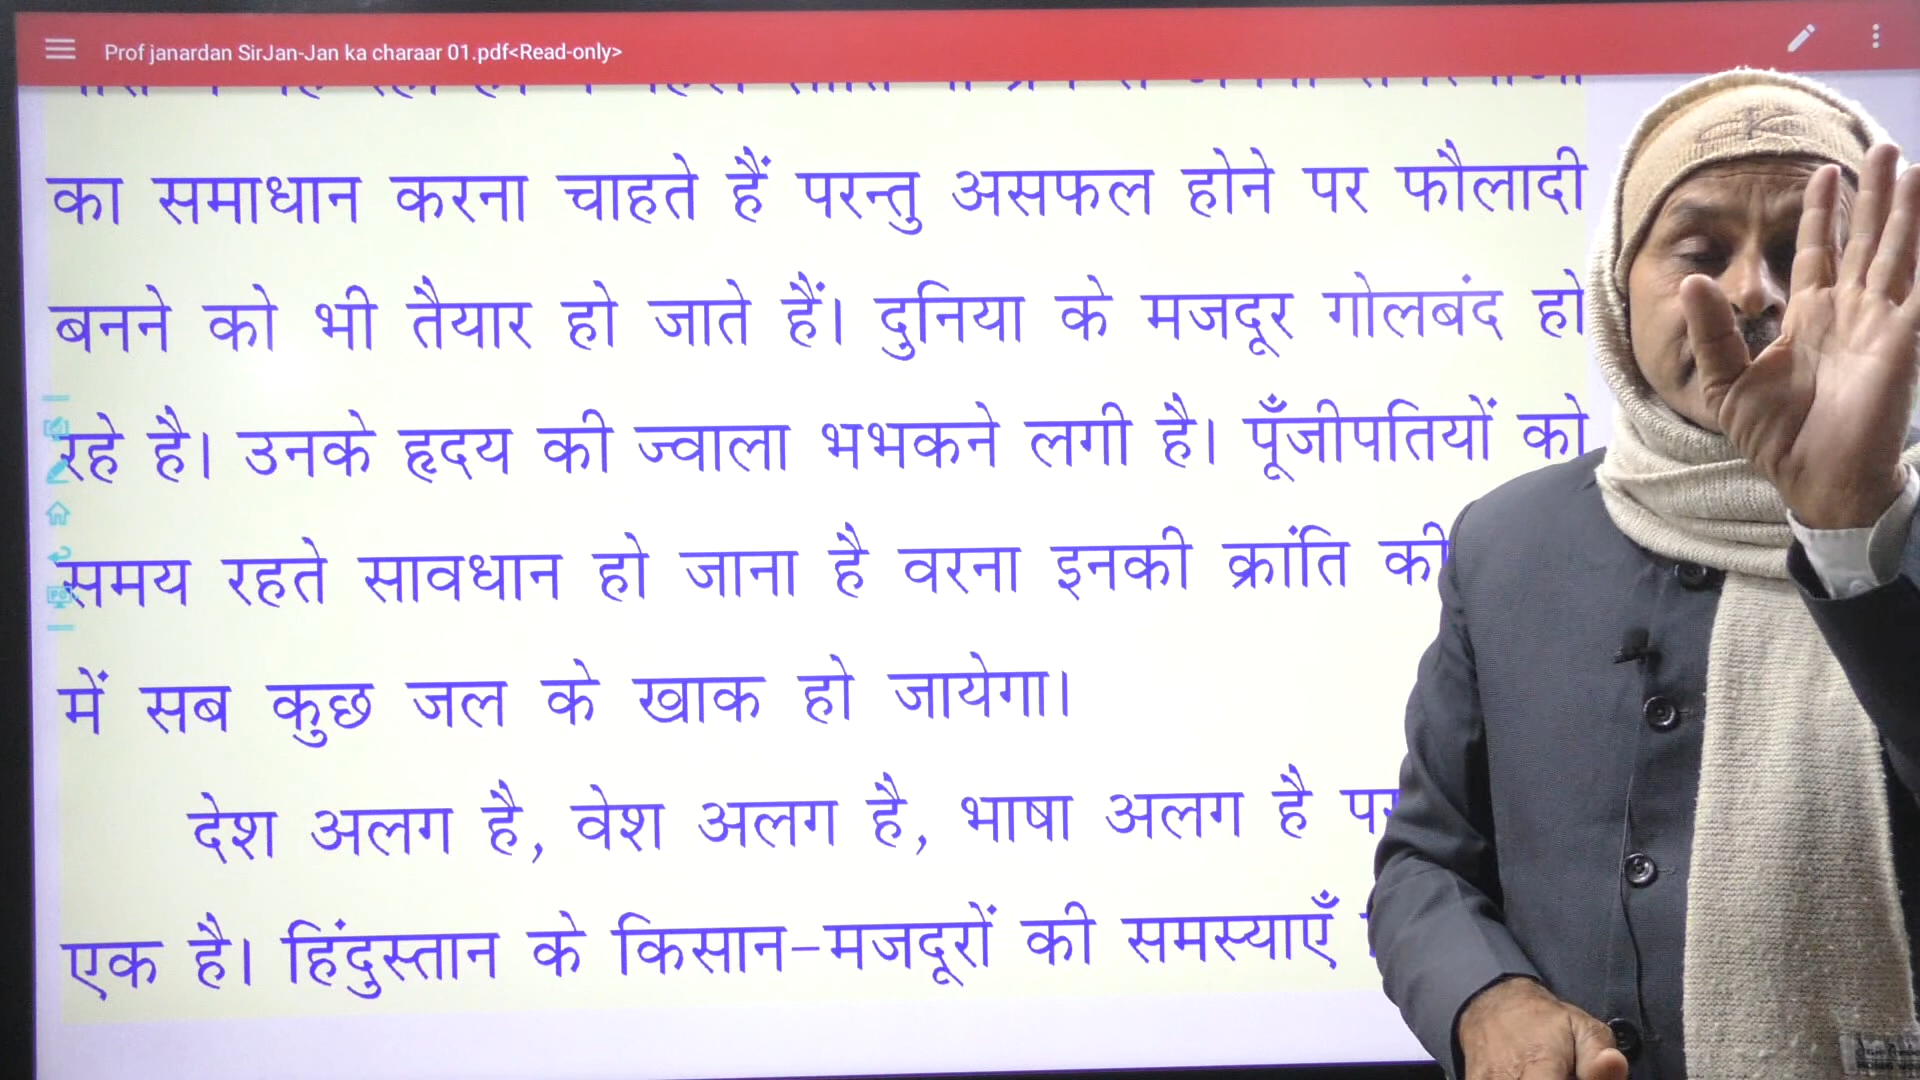 Prof janardan SirJan-Jan ka charaar 01.pdf<Read-only>
का समाधान करना चाहते हैं परन्तु असफल होने पर फौलादी
बनने को भी तैयार हो जाते हैं। दुनिया के मजदूर गोलबंद हो
रहे है। उनके हृदय की ज्वाला भभकने लगी है। पूँजीपतियों को
समय रहते सावधान हो जाना है वरना इनकी क्रांति की
में सब कुछ जल के खाक हो जायेगा।
देश अलग है, वेश अलग है, भाषा अलग है
एक है। हिंदुस्तान के किसान-मजदूरों की समस्याएँ